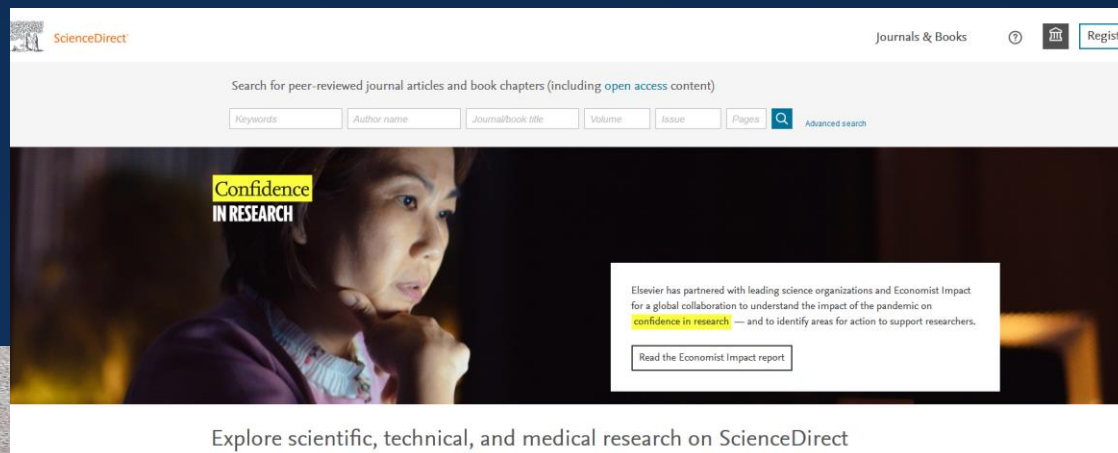 ScienceDirect
Journals & Books
?
Regist
Search for peer-reviewed journal articles and book chapters (including open access content)
Keywords
Author name
Journal/book title
Volume
Issue
Pages
Advanced search
Confidence
IN RESEARCH
Elsevier has partnered with leading science organizations and Economist Impact
for a global collaboration to understand the impact of the pandemic on
confidence in research — and to identify areas for action to support researchers.
Read the Economist Impact report
Explore scientific, technical, and medical research on ScienceDirect